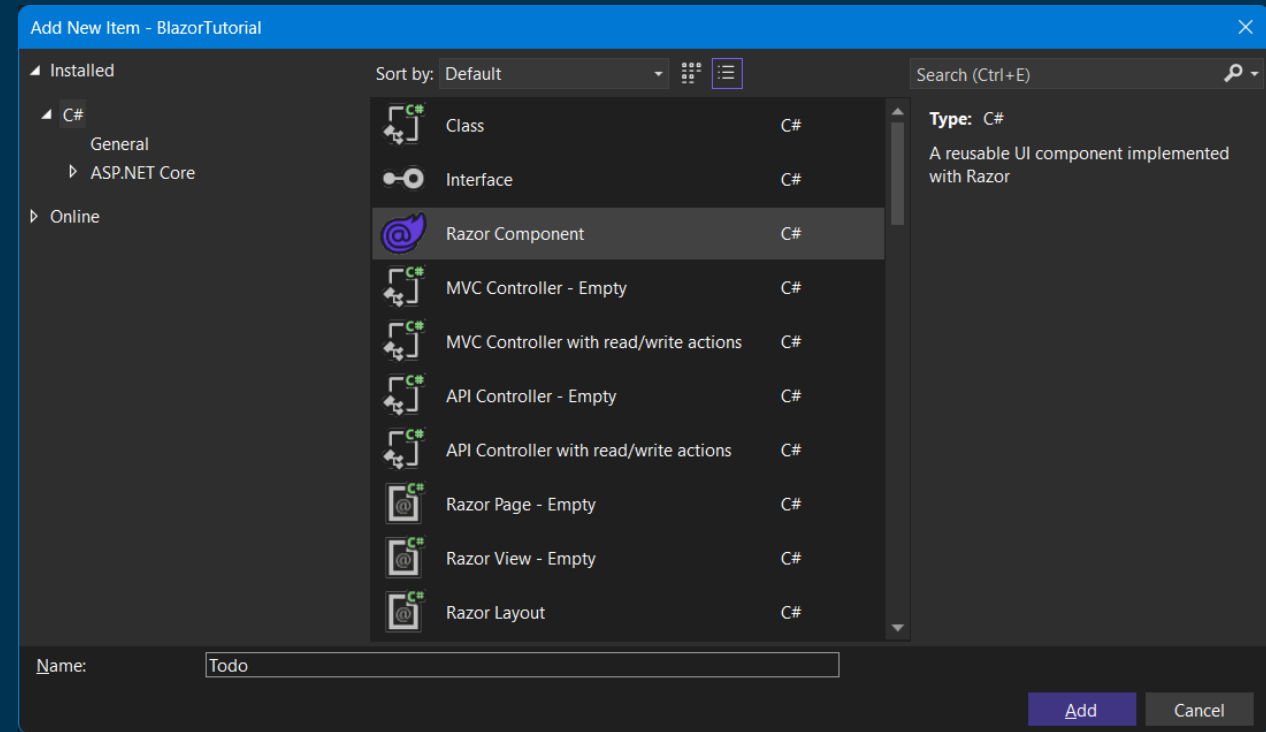 Add New Item - BlazorTutorial
Installed
C#
General
ASP.NET Core
Online
Sort by: Default
Search (Ctrl+E)
Class C#
Interface C#
Razor Component C#
MVC Controller - Empty C#
MVC Controller with read/write actions C#
API Controller - Empty C#
API Controller with read/write actions C#
Razor Page - Empty C#
Razor View - Empty C#
Razor Layout C#
Type: C#
A reusable UI component implemented
with Razor
Name: Todo
Add Cancel